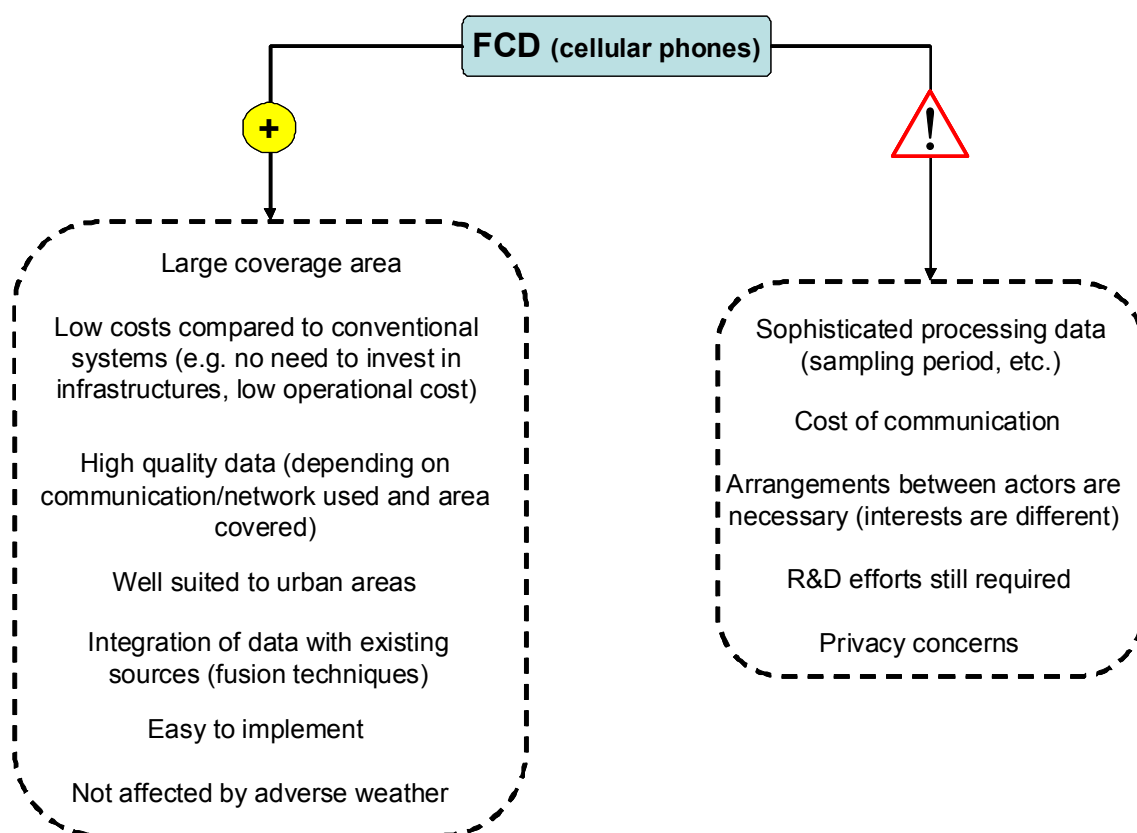 FCD (cellular phones)
+
!
Large coverage area
Low costs compared to conventional
systems (e.g. no need to invest in
infrastructures, low operational cost)
High quality data (depending on
communication/network used and area
covered)
Well suited to urban areas
Integration of data with existing
sources (fusion techniques)
Easy to implement
Not affected by adverse weather
Sophisticated processing data
(sampling period, etc.)
Cost of communication
Arrangements between actors are
necessary (interests are different)
R&D efforts still required
Privacy concerns